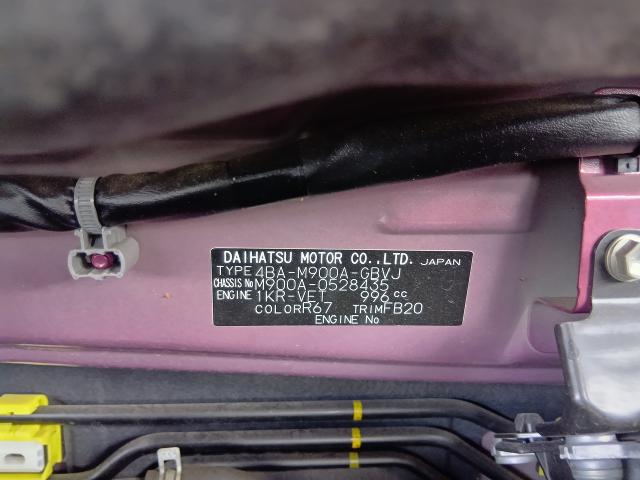 DAIHATSU MOTOR CO.,LTD. JAPAN
TYPE 4BA-M900A-GBVJ
CHASSIS No M900A-0528435
ENGINE 1KR-VET 996 cc
COLOR R67 TRIM FB20
ENGINE No